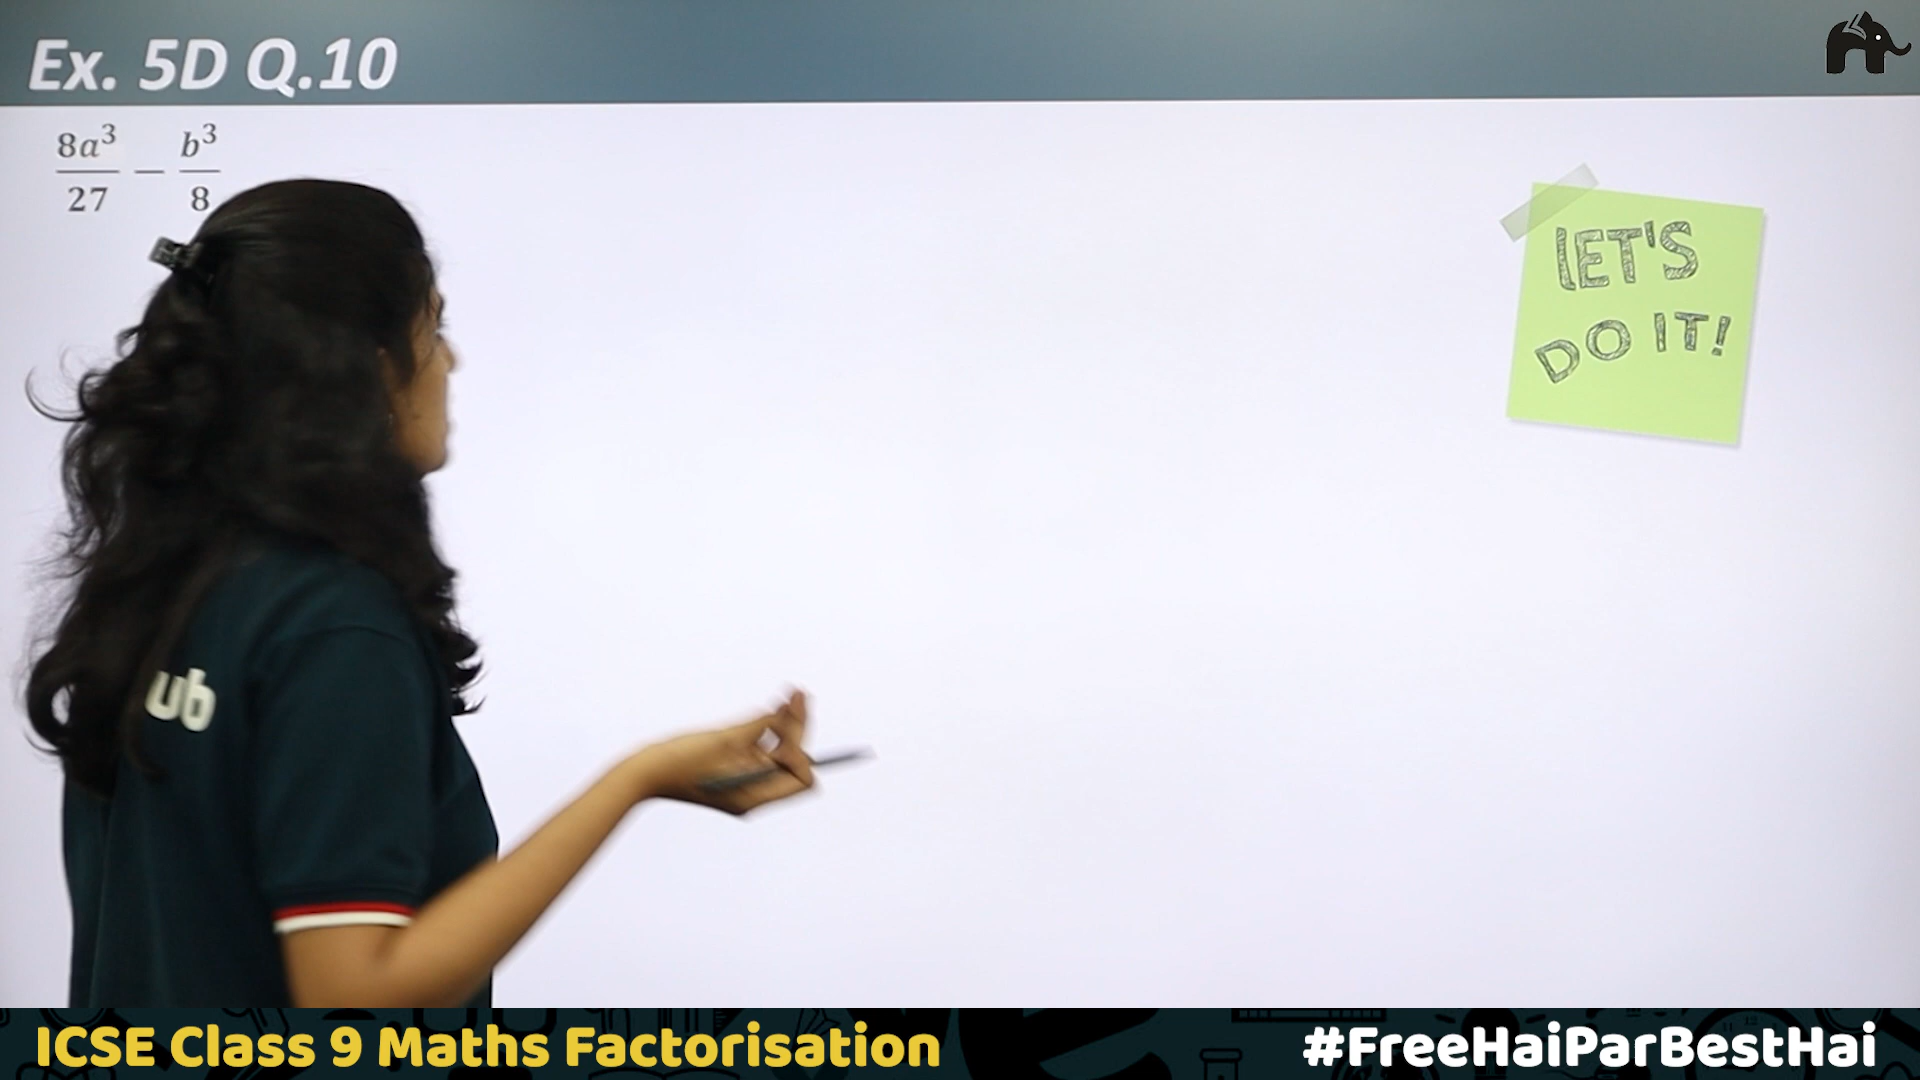 Ex. 5D Q.10
8a³/27 − b³/8
LET'S
DO IT!
ub
ICSE Class 9 Maths Factorisation
#FreeHaiParBestHai